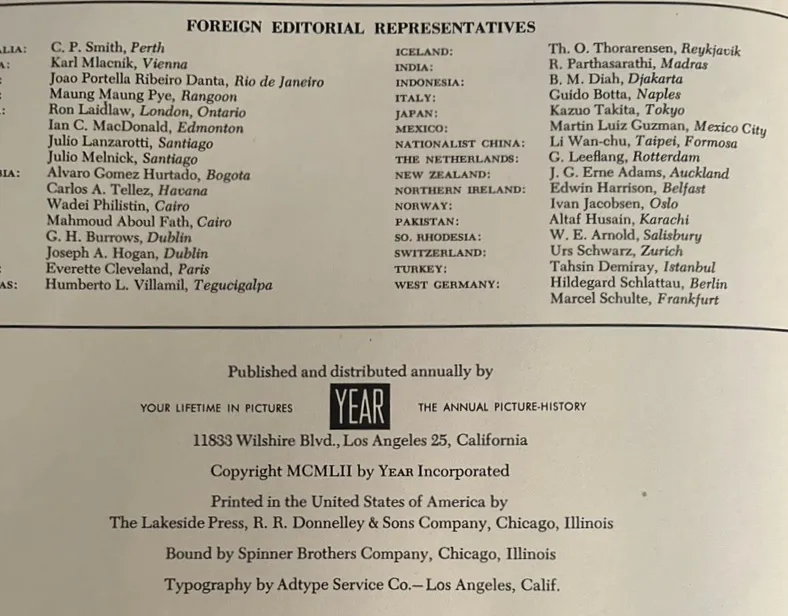 FOREIGN EDITORIAL REPRESENTATIVES
ALIA: C. P. Smith, Perth
A: Karl Mlacnik, Vienna
: Joao Portella Ribeiro Danta, Rio de Janeiro
: Maung Maung Pye, Rangoon
: Ron Laidlaw, London, Ontario
Ian C. MacDonald, Edmonton
Julio Lanzarotti, Santiago
Julio Melnick, Santiago
IA: Alvaro Gomez Hurtado, Bogota
Carlos A. Tellez, Havana
Wadei Philistin, Cairo
Mahmoud Aboul Fath, Cairo
G. H. Burrows, Dublin
Joseph A. Hogan, Dublin
: Everette Cleveland, Paris
AS: Humberto L. Villamil, Tegucigalpa
ICELAND: Th. O. Thorarensen, Reykjavik
INDIA: R. Parthasarathi, Madras
INDONESIA: B. M. Diah, Djakarta
ITALY: Guido Botta, Naples
JAPAN: Kazuo Takita, Tokyo
MEXICO: Martin Luiz Guzman, Mexico City
NATIONALIST CHINA: Li Wan-chu, Taipei, Formosa
THE NETHERLANDS: G. Leeflang, Rotterdam
NEW ZEALAND: J. G. Erne Adams, Auckland
NORTHERN IRELAND: Edwin Harrison, Belfast
NORWAY: Ivan Jacobsen, Oslo
PAKISTAN: Altaf Husain, Karachi
SO. RHODESIA: W. E. Arnold, Salisbury
SWITZERLAND: Urs Schwarz, Zurich
TURKEY: Tahsin Demiray, Istanbul
WEST GERMANY: Hildegard Schlattau, Berlin
Marcel Schulte, Frankfurt
Published and distributed annually by
YOUR LIFETIME IN PICTURES YEAR THE ANNUAL PICTURE-HISTORY
11833 Wilshire Blvd., Los Angeles 25, California
Copyright MCMLII by YEAR Incorporated
Printed in the United States of America by
The Lakeside Press, R. R. Donnelley & Sons Company, Chicago, Illinois
Bound by Spinner Brothers Company, Chicago, Illinois
Typography by Adtype Service Co.—Los Angeles, Calif.